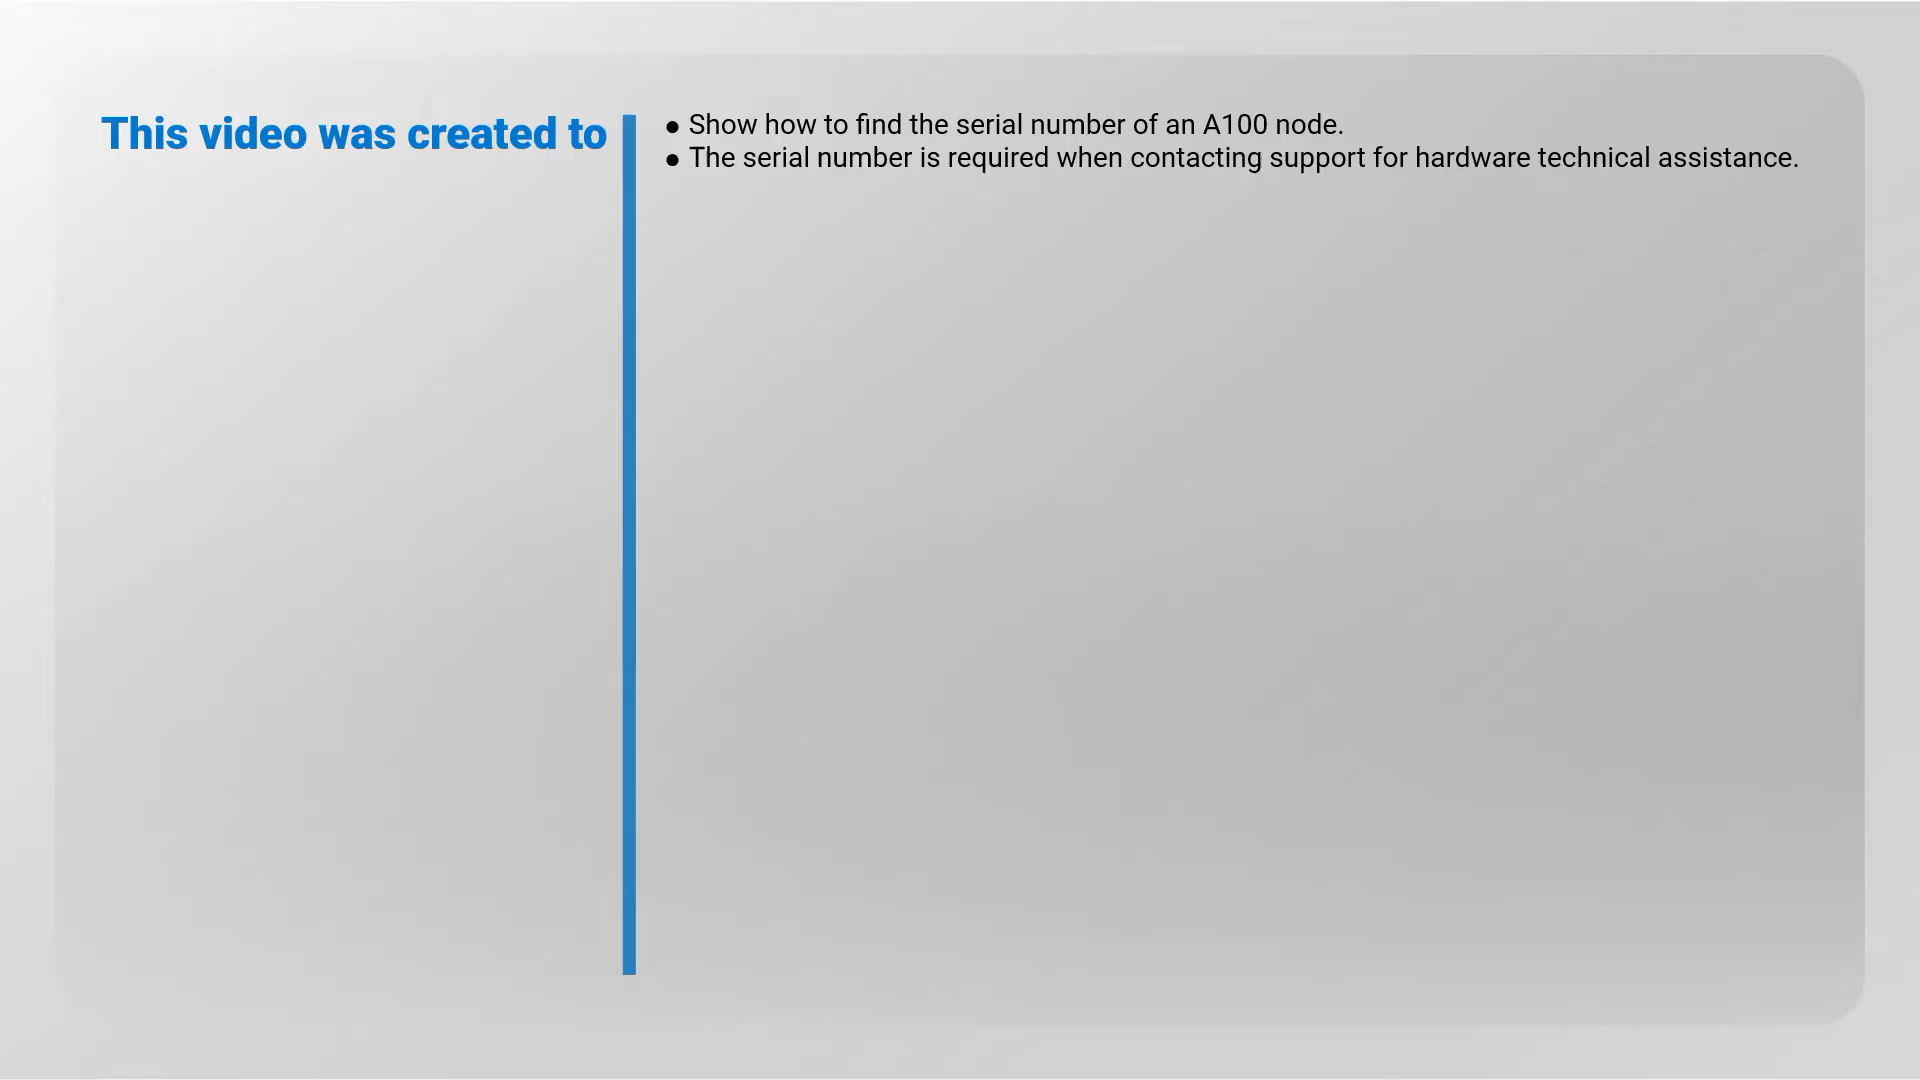 This video was created to
● Show how to find the serial number of an A100 node.
● The serial number is required when contacting support for hardware technical assistance.